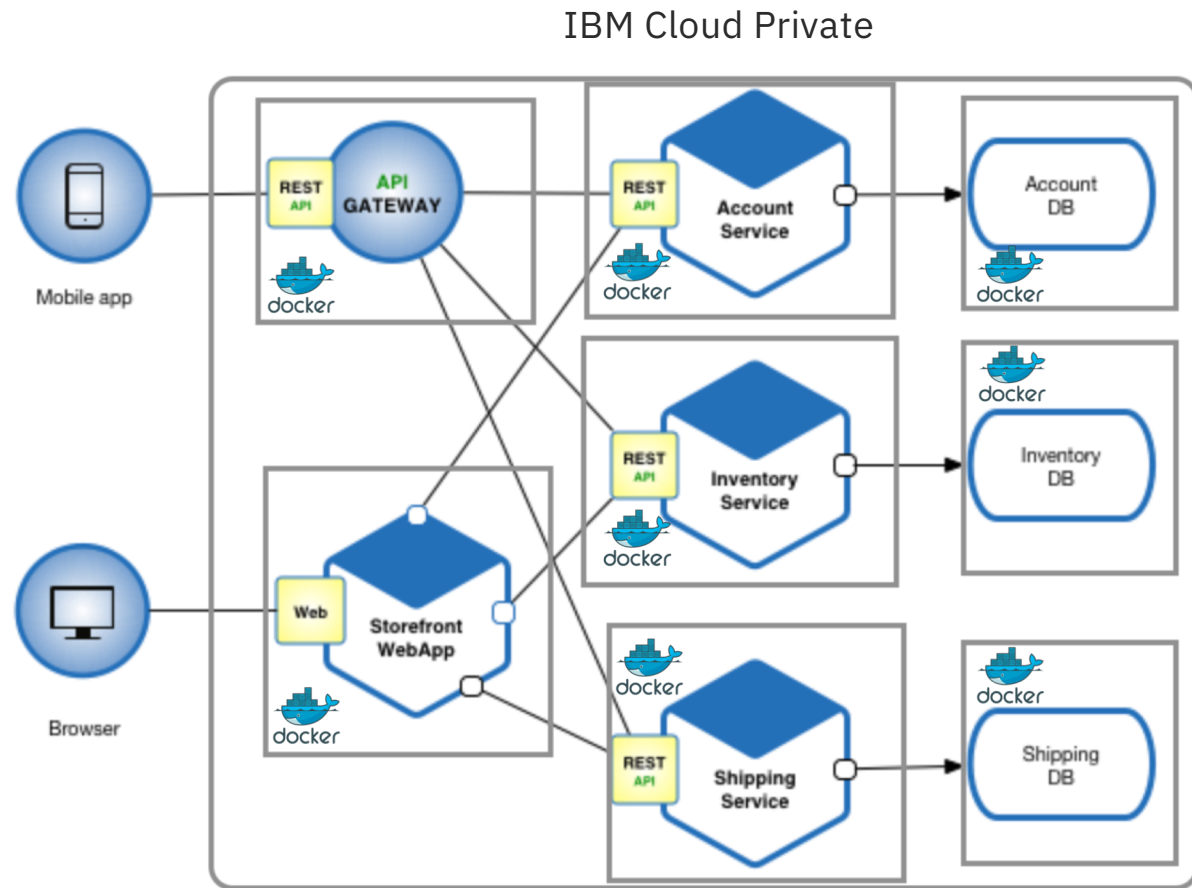 IBM Cloud Private
REST
API
API
GATEWAY
docker
Mobile app
REST
API
Account
Service
docker
Account
DB
docker
REST
API
Inventory
Service
docker
docker
Inventory
DB
Web
Storefront
WebApp
docker
Browser
docker
REST
API
Shipping
Service
docker
Shipping
DB